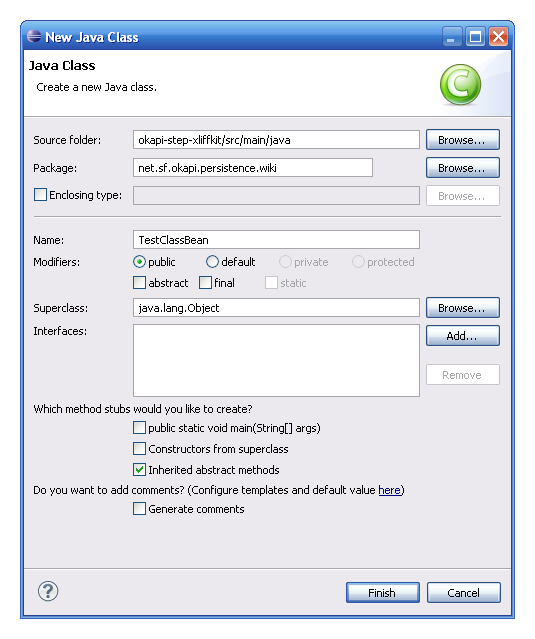 New Java Class
Java Class
Create a new Java class.
C
Source folder: okapi-step-xliffkit/src/main/java Browse...
Package: net.sf.okapi.persistence.wiki Browse...
Enclosing type: Browse...
Name: TestClassBean
Modifiers: public default private protected
abstract final static
Superclass: java.lang.Object Browse...
Interfaces: Add...
Remove
Which method stubs would you like to create?
public static void main(String[] args)
Constructors from superclass
Inherited abstract methods
Do you want to add comments? (Configure templates and default value here)
Generate comments
? Finish Cancel